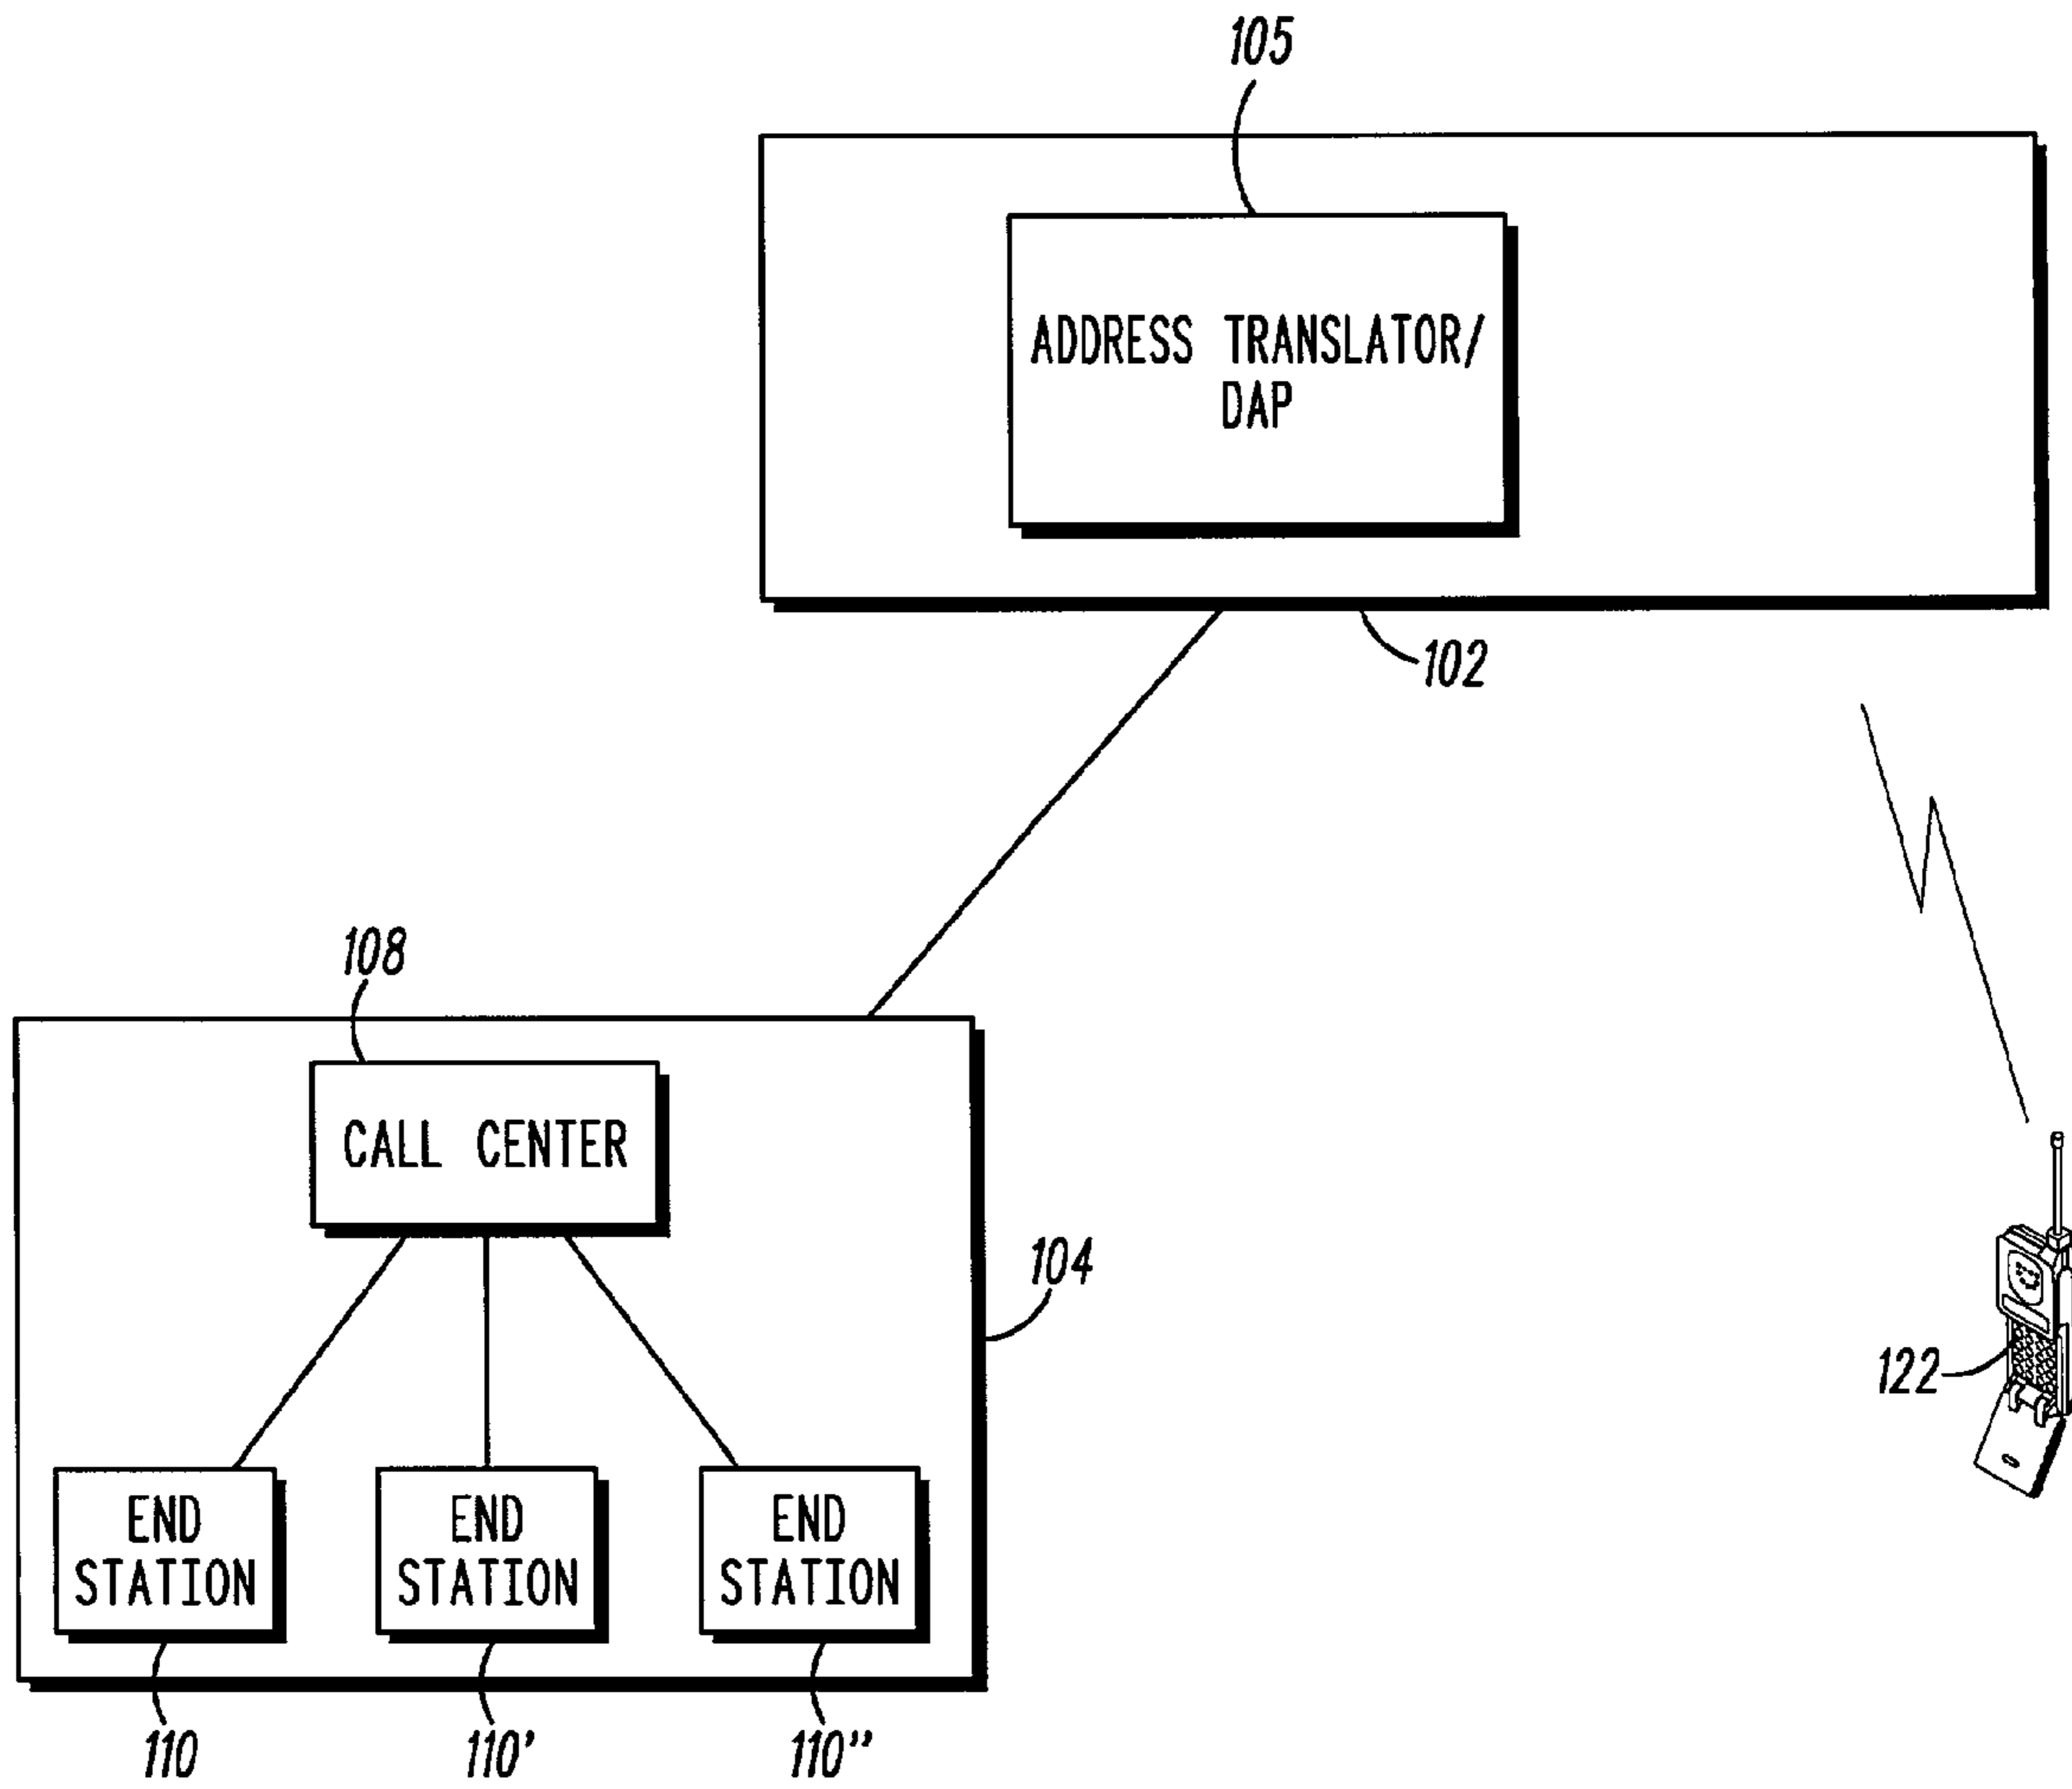 105
ADDRESS TRANSLATOR/
DAP
102
108
CALL CENTER
104
122
END
STATION
END
STATION
END
STATION
110
110'
110"